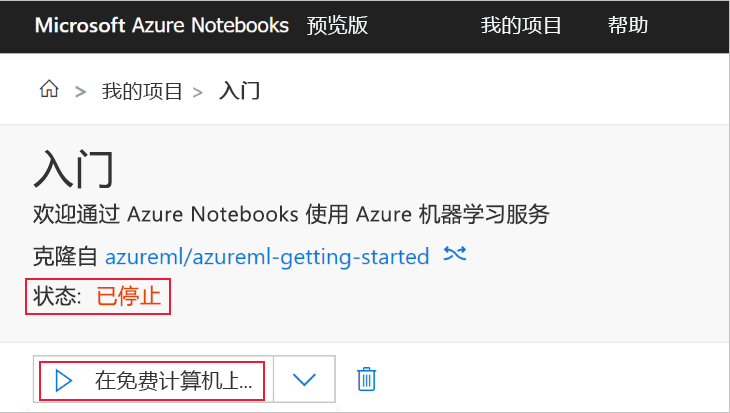 Microsoft Azure Notebooks 预览版 我的项目 帮助
> 我的项目 > 入门
入门
欢迎通过 Azure Notebooks 使用 Azure 机器学习服务
克隆自 azureml/azureml-getting-started
状态: 已停止
在免费计算机上...